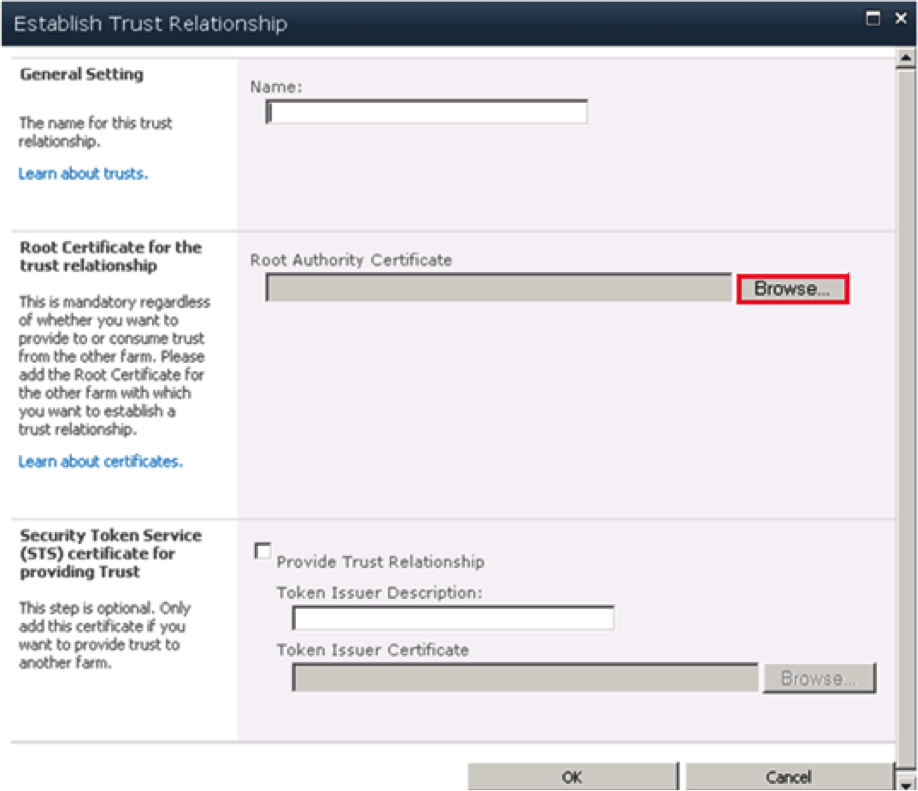 Establish Trust Relationship
General Setting
The name for this trust
relationship.
Learn about trusts.
Name:
Root Certificate for the
trust relationship
This is mandatory regardless
of whether you want to
provide to or consume trust
from the other farm. Please
add the Root Certificate for
the other farm with which
you want to establish a
trust relationship.
Learn about certificates.
Root Authority Certificate
Browse...
Security Token Service
(STS) certificate for
providing Trust
This step is optional. Only
add this certificate if you
want to provide trust to
another farm.
Provide Trust Relationship
Token Issuer Description:
Token Issuer Certificate
Browse...
OK
Cancel